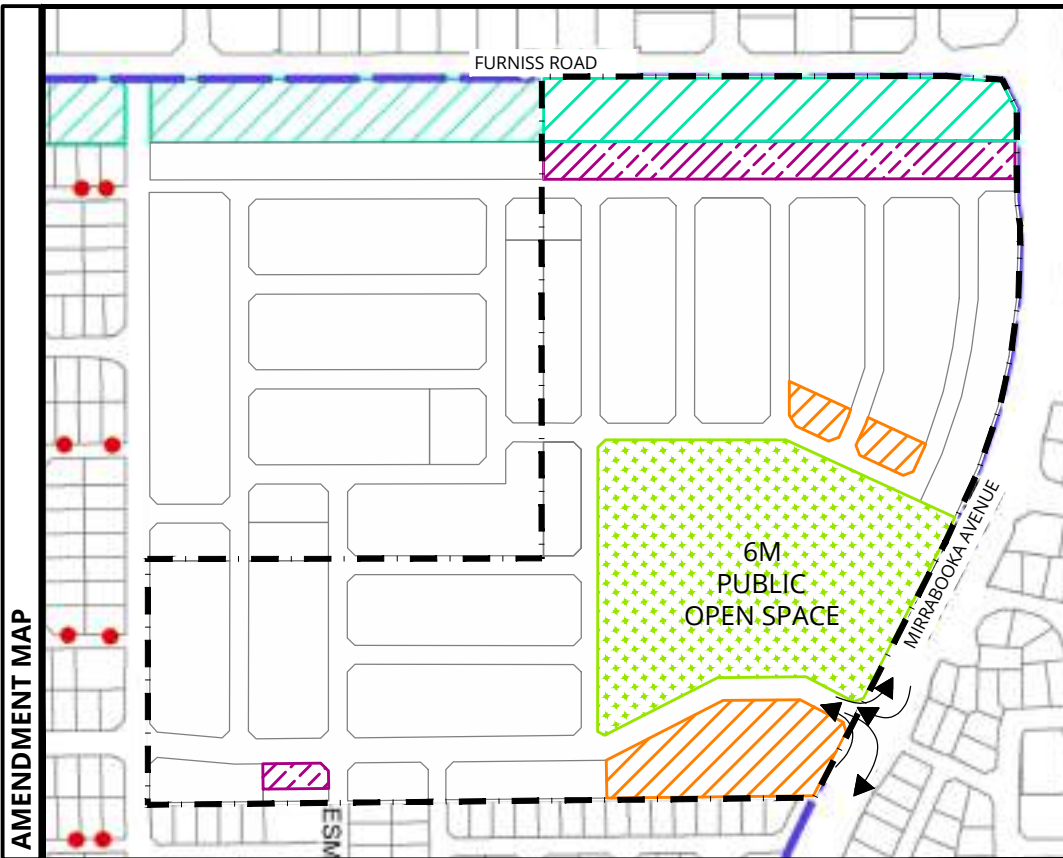 FURNISS ROAD
6M
PUBLIC
OPEN SPACE
MIRRABOOKA AVENUE
ESM
AMENDMENT MAP